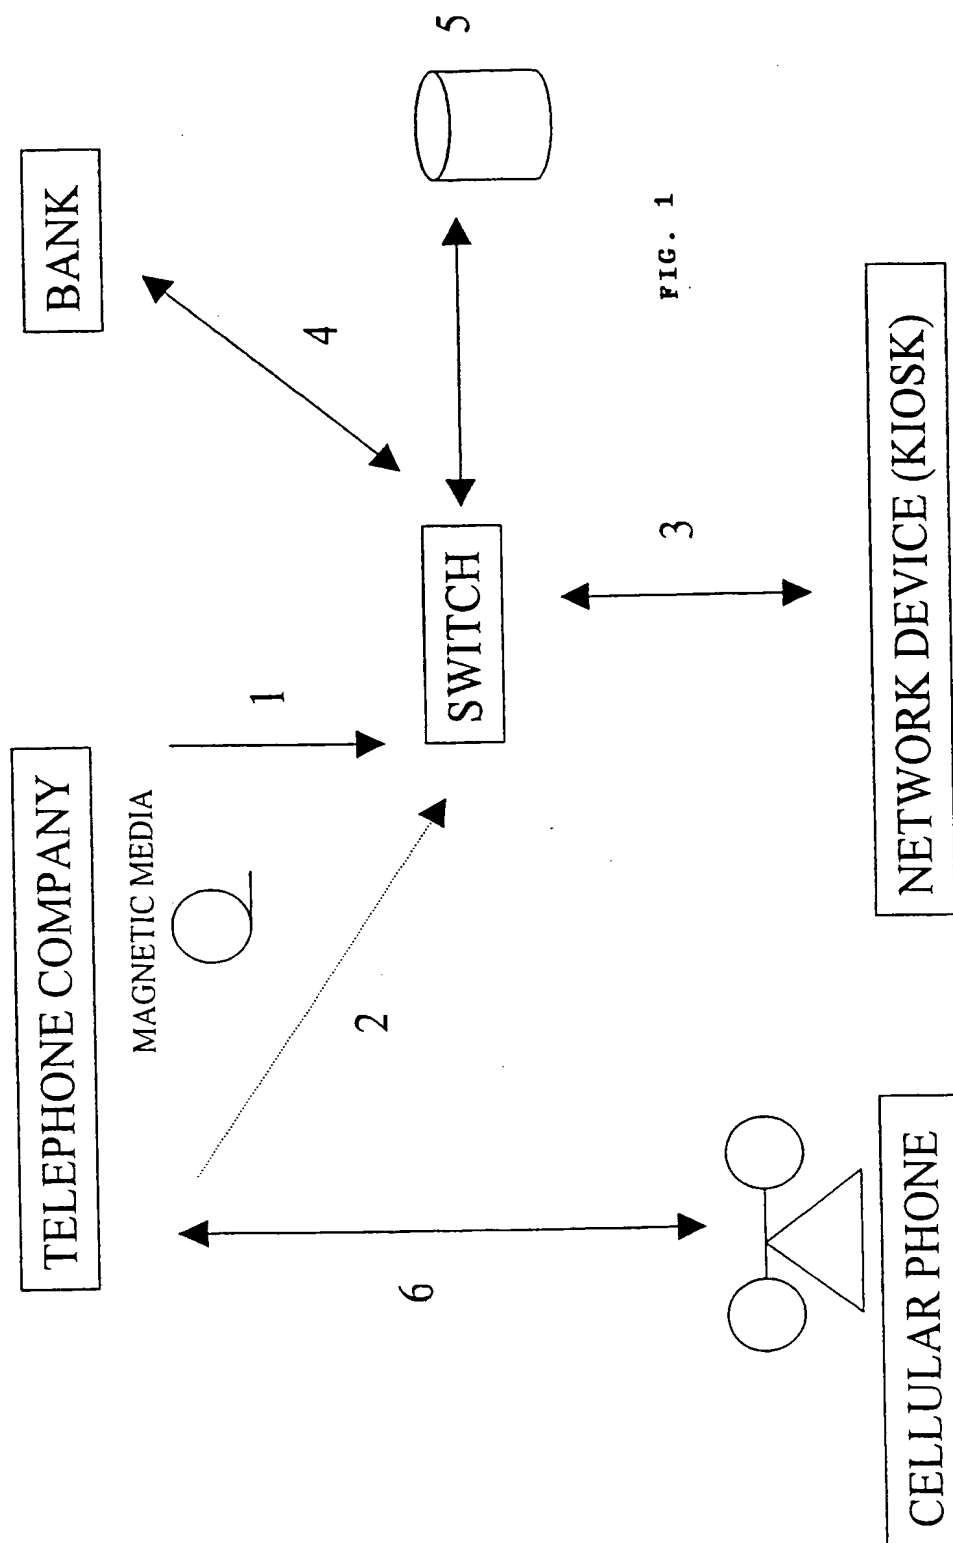 TELEPHONE COMPANY
BANK
MAGNETIC MEDIA
1
4
2
6
SWITCH
5
3
FIG. 1
CELLULAR PHONE
NETWORK DEVICE (KIOSK)